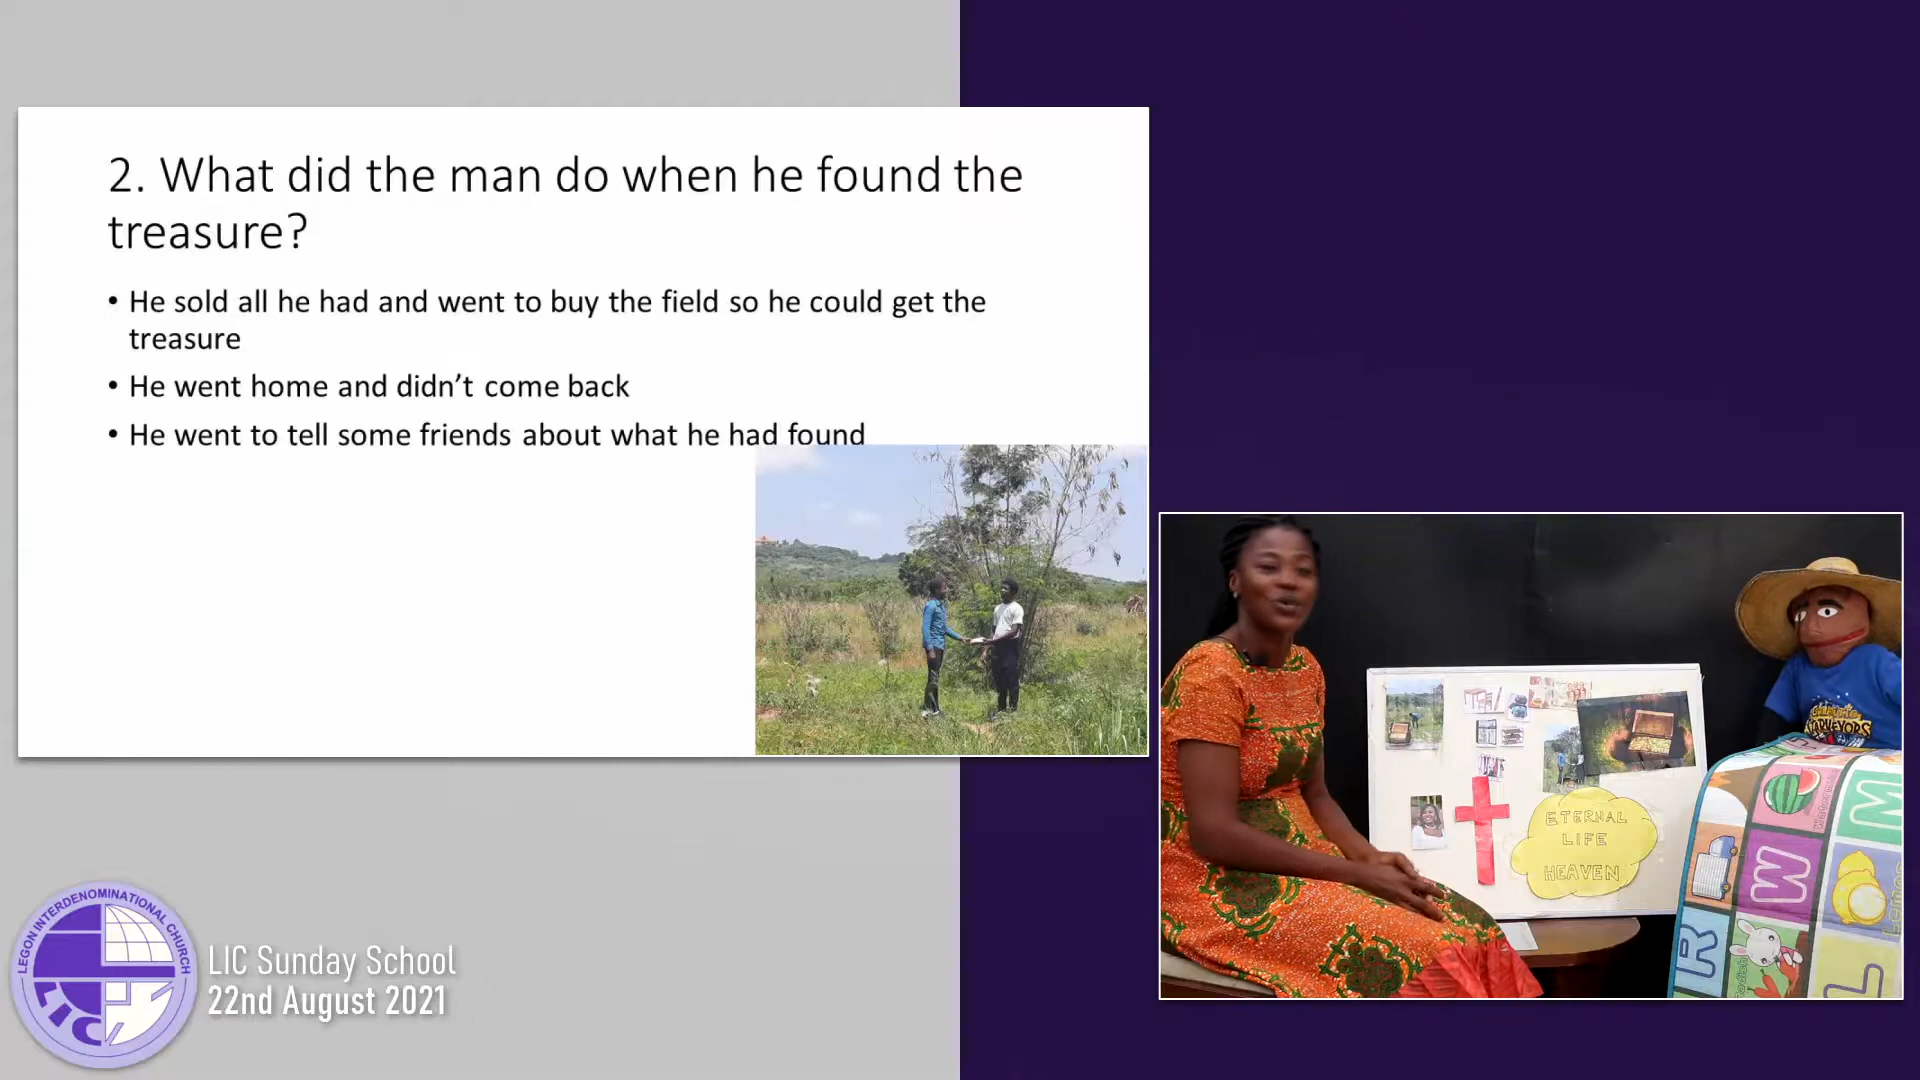 2. What did the man do when he found the
treasure?
• He sold all he had and went to buy the field so he could get the
treasure
• He went home and didn't come back
• He went to tell some friends about what he had found
ETERNAL
LIFE
HEAVEN
W
M
R
L
LEGON INTERDENOMINATIONAL CHURCH
LIC
LIC Sunday School
22nd August 2021